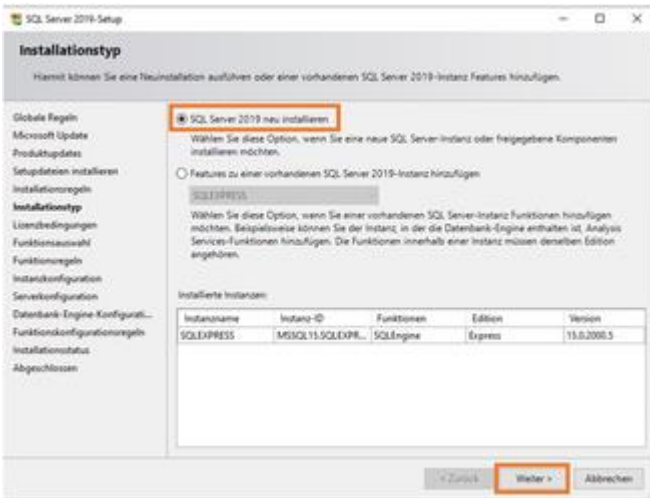 SQL Server 2019-Setup
Installationstyp
Hiermit können Sie eine Neuinstallation ausführen oder einer vorhandenen SQL Server 2019-Instanz Features hinzufügen.
Globale Regeln
Microsoft Update
Produktupdates
Setupdateien installieren
Installationsregeln
Installationstyp
Lizenzbedingungen
Funktionsauswahl
Funktionsregeln
Instanzkonfiguration
Serverkonfiguration
Datenbank-Engine-Konfigurati...
Funktionskonfigurationsregeln
Installationsstatus
Abgeschlossen
SQL Server 2019 neu installieren
Wählen Sie diese Option, wenn Sie eine neue SQL Server-Instanz oder freigegebene Komponenten
installieren möchten.
Features zu einer vorhandenen SQL Server 2019-Instanz hinzufügen
SQLEXPRESS
Wählen Sie diese Option, wenn Sie einer vorhandenen SQL Server-Instanz Funktionen hinzufügen
möchten. Beispielsweise können Sie der Instanz, in der die Datenbank-Engine enthalten ist, Analysis
Services-Funktionen hinzufügen. Die Funktionen innerhalb einer Instanz müssen derselben Edition
angehören.
Installierte Instanzen:
Instanzname Instanz-ID Funktionen Edition Version
SQLEXPRESS MSSQL15.SQLEXPR... SQLEngine Express 15.0.2000.5
< Zurück Weiter > Abbrechen